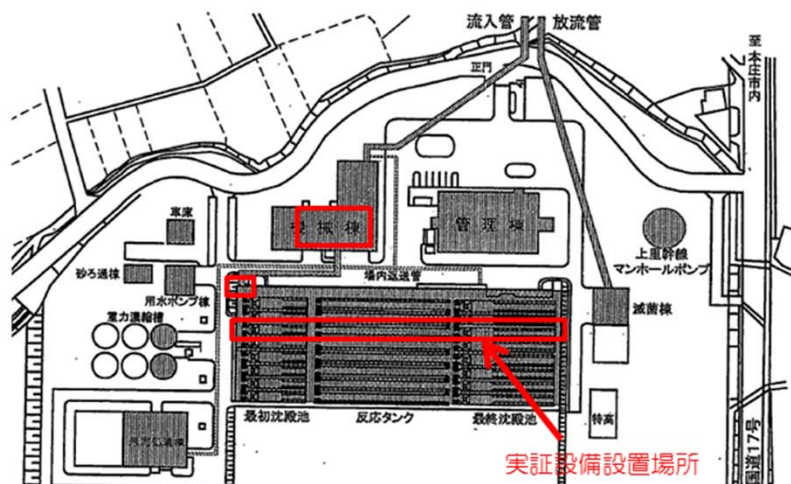 流入管
放流管
至本庄市内
正門
車庫
機械棟
管理棟
上里幹線
マンホールポンプ
砂ろ過棟
用水ポンプ棟
場内返送管
滅菌棟
重力濃縮槽
最初沈殿池
反応タンク
最終沈殿池
特高
国道17号
実証設備設置場所